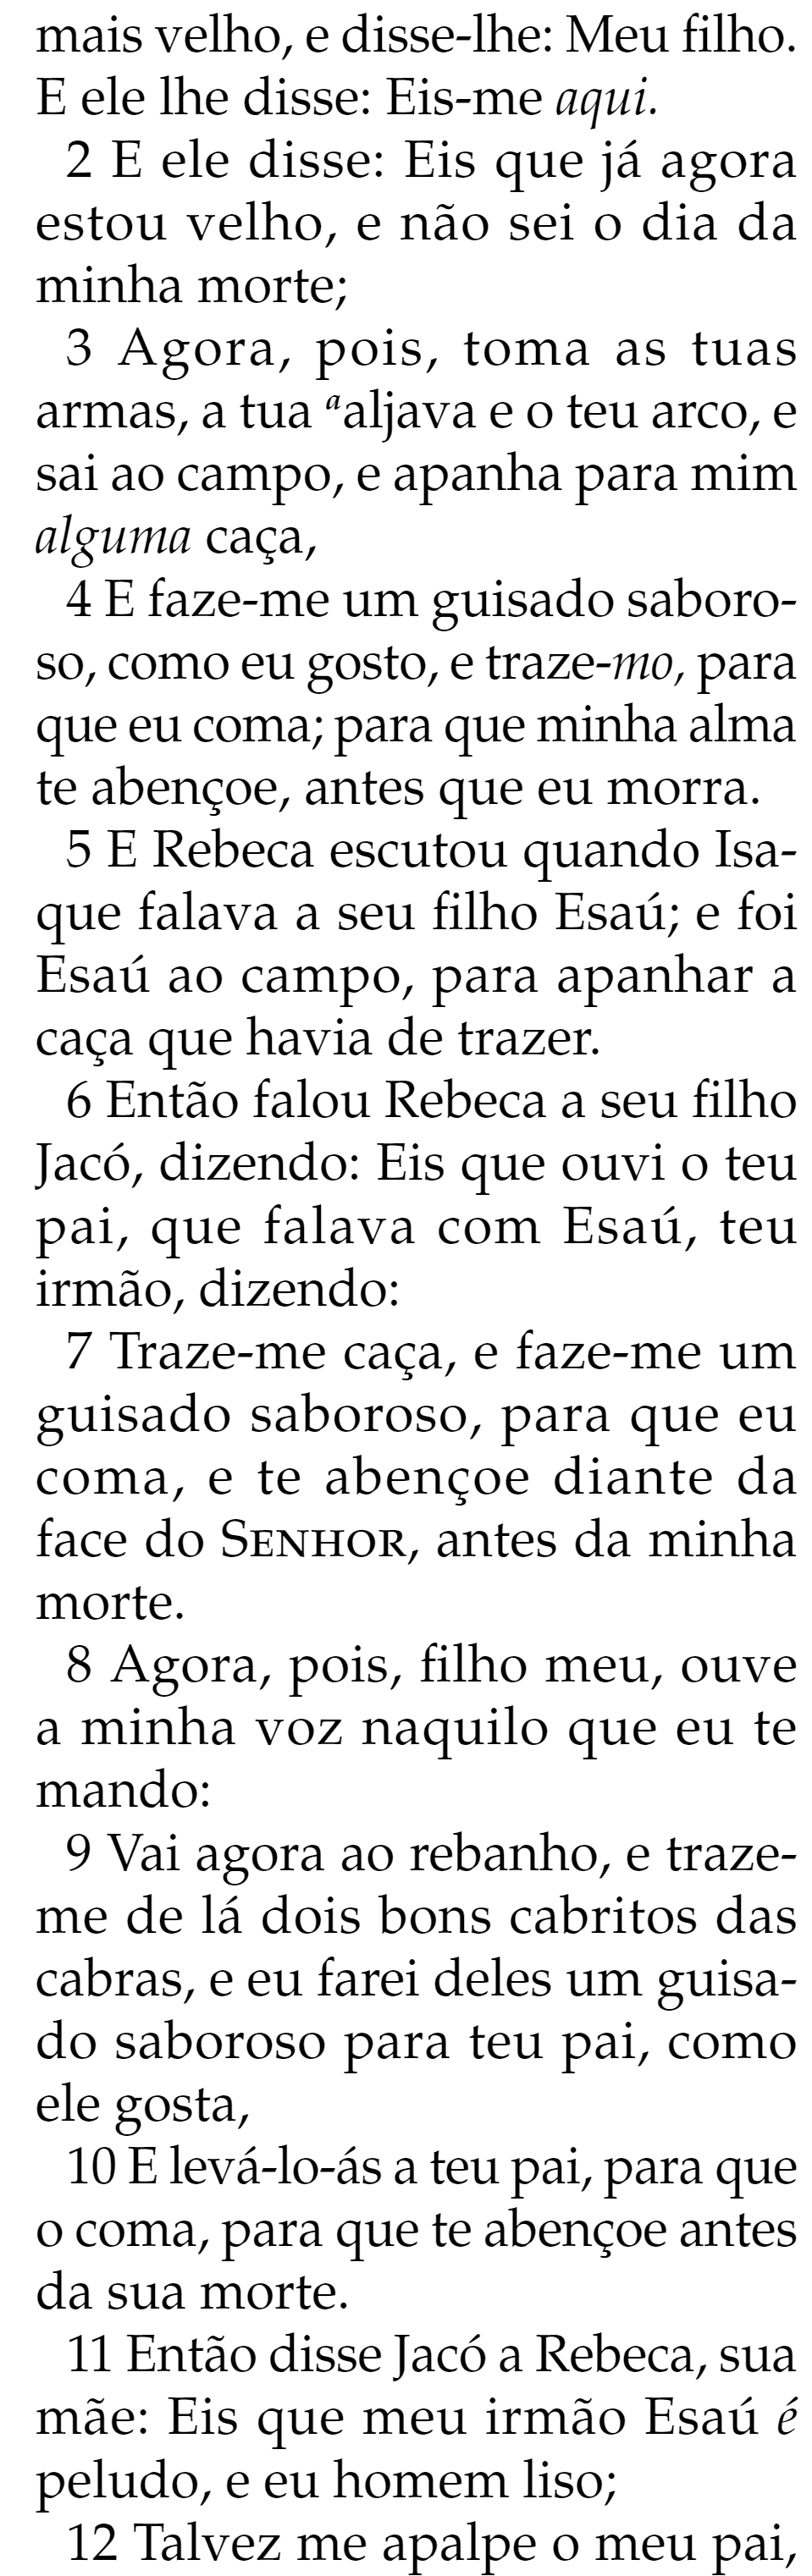 mais velho, e disse-lhe: Meu filho.
E ele lhe disse: Eis-me aqui.
2 E ele disse: Eis que já agora
estou velho, e não sei o dia da
minha morte;
3 Agora, pois, toma as tuas
armas, a tua ᵃaljava e o teu arco, e
sai ao campo, e apanha para mim
alguma caça,
4 E faze-me um guisado saboro-
so, como eu gosto, e traze-mo, para
que eu coma; para que minha alma
te abençoe, antes que eu morra.
5 E Rebeca escutou quando Isa-
que falava a seu filho Esaú; e foi
Esaú ao campo, para apanhar a
caça que havia de trazer.
6 Então falou Rebeca a seu filho
Jacó, dizendo: Eis que ouvi o teu
pai, que falava com Esaú, teu
irmão, dizendo:
7 Traze-me caça, e faze-me um
guisado saboroso, para que eu
coma, e te abençoe diante da
face do SENHOR, antes da minha
morte.
8 Agora, pois, filho meu, ouve
a minha voz naquilo que eu te
mando:
9 Vai agora ao rebanho, e traze-
me de lá dois bons cabritos das
cabras, e eu farei deles um guisa-
do saboroso para teu pai, como
ele gosta,
10 E levá-lo-ás a teu pai, para que
o coma, para que te abençoe antes
da sua morte.
11 Então disse Jacó a Rebeca, sua
mãe: Eis que meu irmão Esaú é
peludo, e eu homem liso;
12 Talvez me apalpe o meu pai,